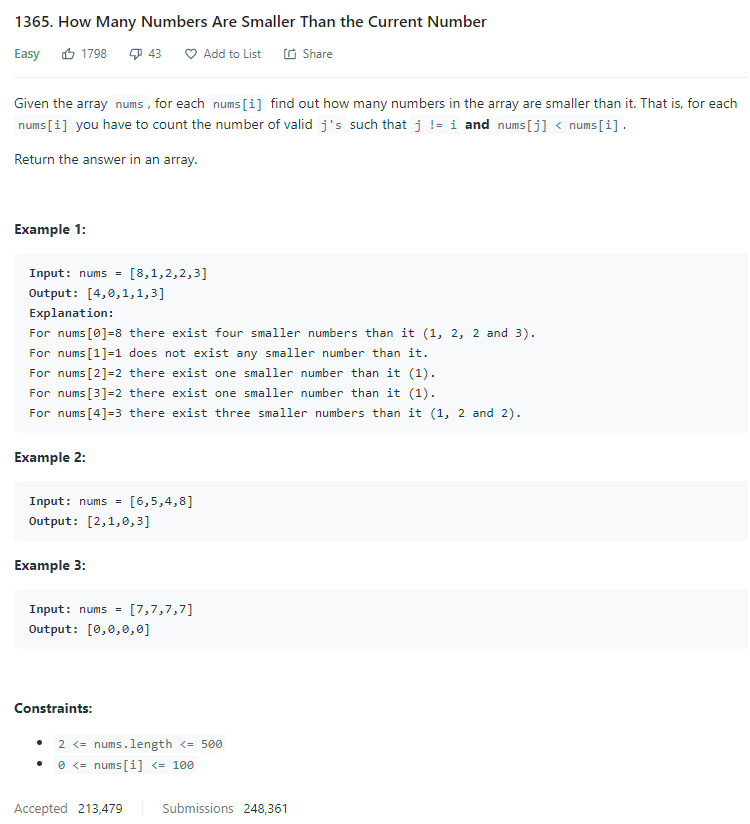 1365. How Many Numbers Are Smaller Than the Current Number
Easy 1798 43 Add to List Share
Given the array nums, for each nums[i] find out how many numbers in the array are smaller than it. That is, for each
nums[i] you have to count the number of valid j's such that j != i and nums[j] < nums[i].
Return the answer in an array.
Example 1:
Input: nums = [8,1,2,2,3]
Output: [4,0,1,1,3]
Explanation:
For nums[0]=8 there exist four smaller numbers than it (1, 2, 2 and 3).
For nums[1]=1 does not exist any smaller number than it.
For nums[2]=2 there exist one smaller number than it (1).
For nums[3]=2 there exist one smaller number than it (1).
For nums[4]=3 there exist three smaller numbers than it (1, 2 and 2).
Example 2:
Input: nums = [6,5,4,8]
Output: [2,1,0,3]
Example 3:
Input: nums = [7,7,7,7]
Output: [0,0,0,0]
Constraints:
• 2 <= nums.length <= 500
• 0 <= nums[i] <= 100
Accepted 213,479 Submissions 248,361